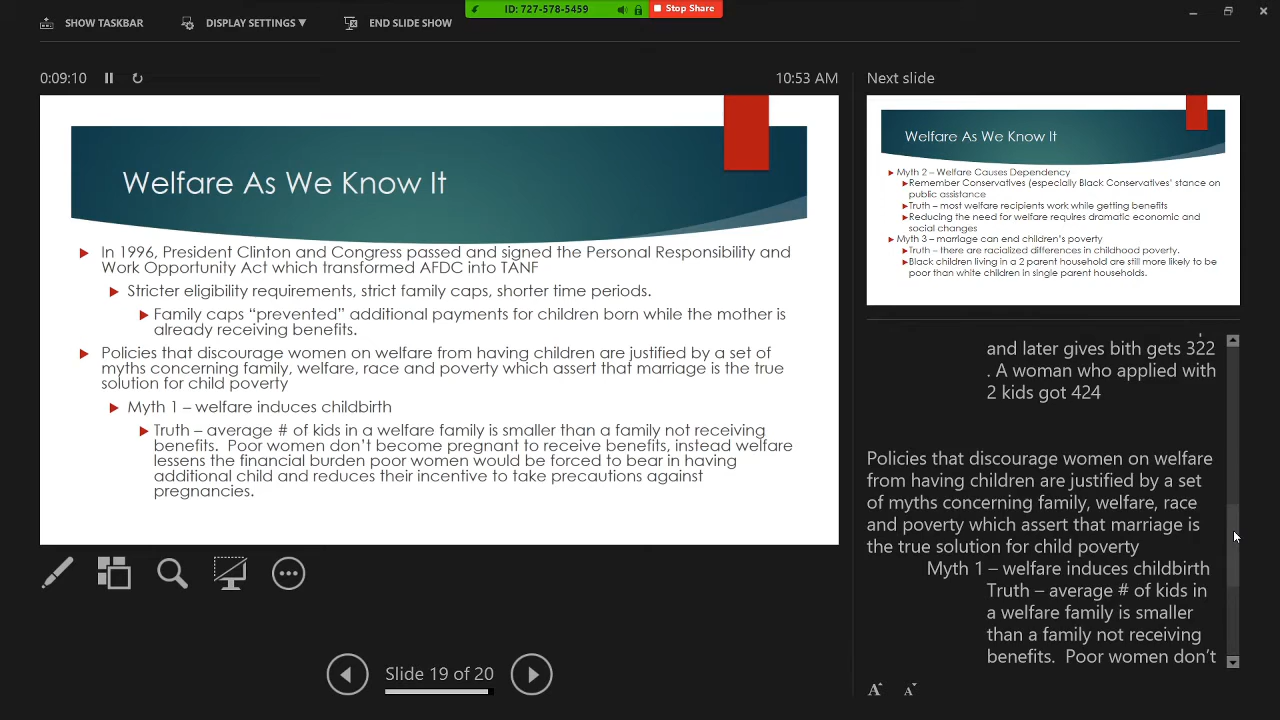 SHOW TASKBAR
DISPLAY SETTINGS ▼
END SLIDE SHOW
ID: 727-578-5459
Stop Share
0:09:10
10:53 AM
Welfare As We Know It
In 1996, President Clinton and Congress passed and signed the Personal Responsibility and
Work Opportunity Act which transformed AFDC into TANF
Stricter eligibility requirements, strict family caps, shorter time periods.
Family caps “prevented” additional payments for children born while the mother is
already receiving benefits.
Policies that discourage women on welfare from having children are justified by a set of
myths concerning family, welfare, race and poverty which assert that marriage is the true
solution for child poverty
Myth 1 – welfare induces childbirth
Truth – average # of kids in a welfare family is smaller than a family not receiving
benefits.  Poor women don’t become pregnant to receive benefits, instead welfare
lessens the financial burden poor women would be forced to bear in having
additional child and reduces their incentive to take precautions against
pregnancies.
Slide 19 of 20
Next slide
Welfare As We Know It
Myth 2 – Welfare Causes Dependency
Remember Conservatives (especially Black Conservatives’ stance on
public assistance
Truth – most welfare recipients work while getting benefits
Reducing the need for welfare requires dramatic economic and
social changes
Myth 3 – marriage can end children’s poverty
Truth – there are racialized differences in childhood poverty.
Black children living in a 2 parent household are still more likely to be
poor than white children in single parent households.
and later gives bith gets 322
. A woman who applied with
2 kids got 424
Policies that discourage women on welfare
from having children are justified by a set
of myths concerning family, welfare, race
and poverty which assert that marriage is
the true solution for child poverty
Myth 1 – welfare induces childbirth
Truth – average # of kids in
a welfare family is smaller
than a family not receiving
benefits.  Poor women don’t
A A